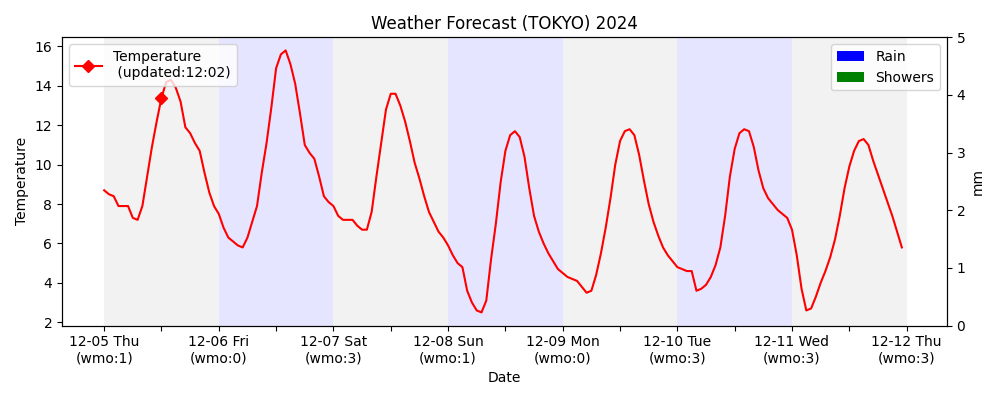 Weather Forecast (TOKYO) 2024
Temperature
(updated:12:02)
Rain
Showers
Temperature
16
14
12
10
8
6
4
2
5
4
3
2
1
0
mm
12-05 Thu
(wmo:1)
12-06 Fri
(wmo:0)
12-07 Sat
(wmo:3)
12-08 Sun
(wmo:1)
12-09 Mon
(wmo:0)
12-10 Tue
(wmo:3)
12-11 Wed
(wmo:3)
12-12 Thu
(wmo:3)
Date